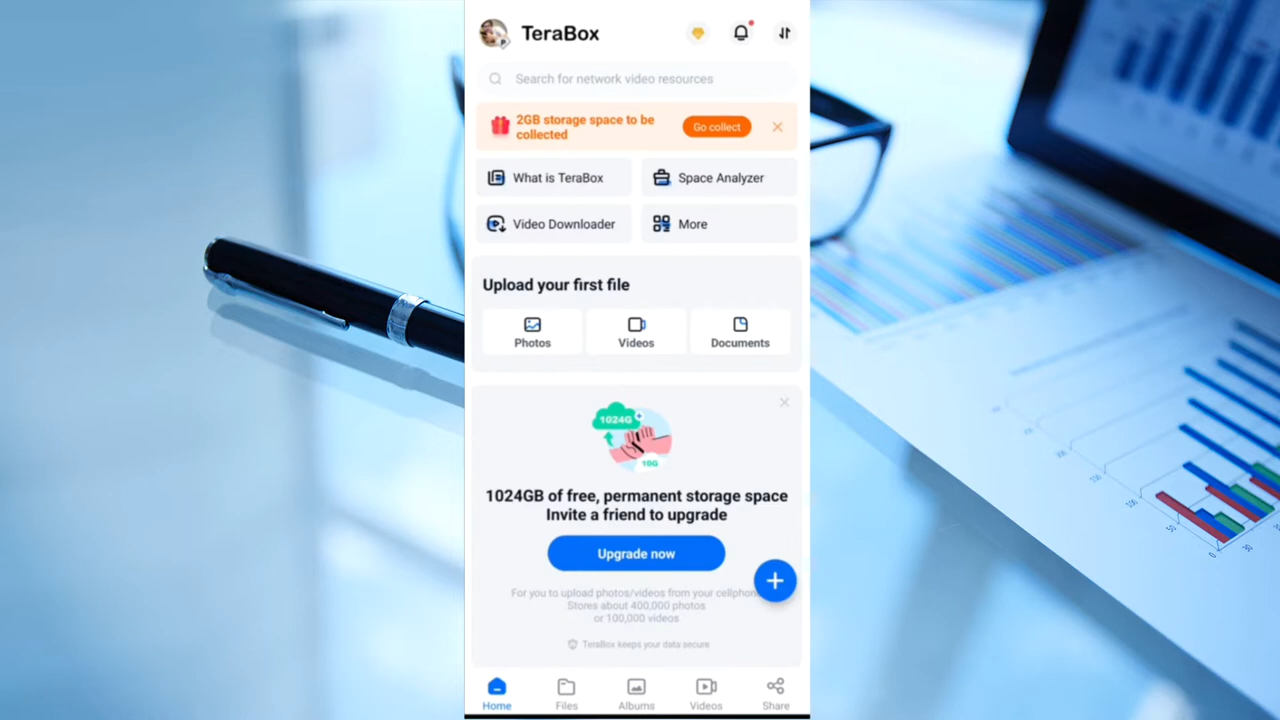 TeraBox
Search for network video resources
2GB storage space to be
collected
Go collect
What is TeraBox
Space Analyzer
Video Downloader
More
Upload your first file
Photos
Videos
Documents
1024G
10G
1024GB of free, permanent storage space
Invite a friend to upgrade
Upgrade now
For you to upload photos/videos from your cellphone
Stores about 400,000 photos
or 100,000 videos
TeraBox keeps your data secure
Home
Files
Albums
Videos
Share
100
50
0